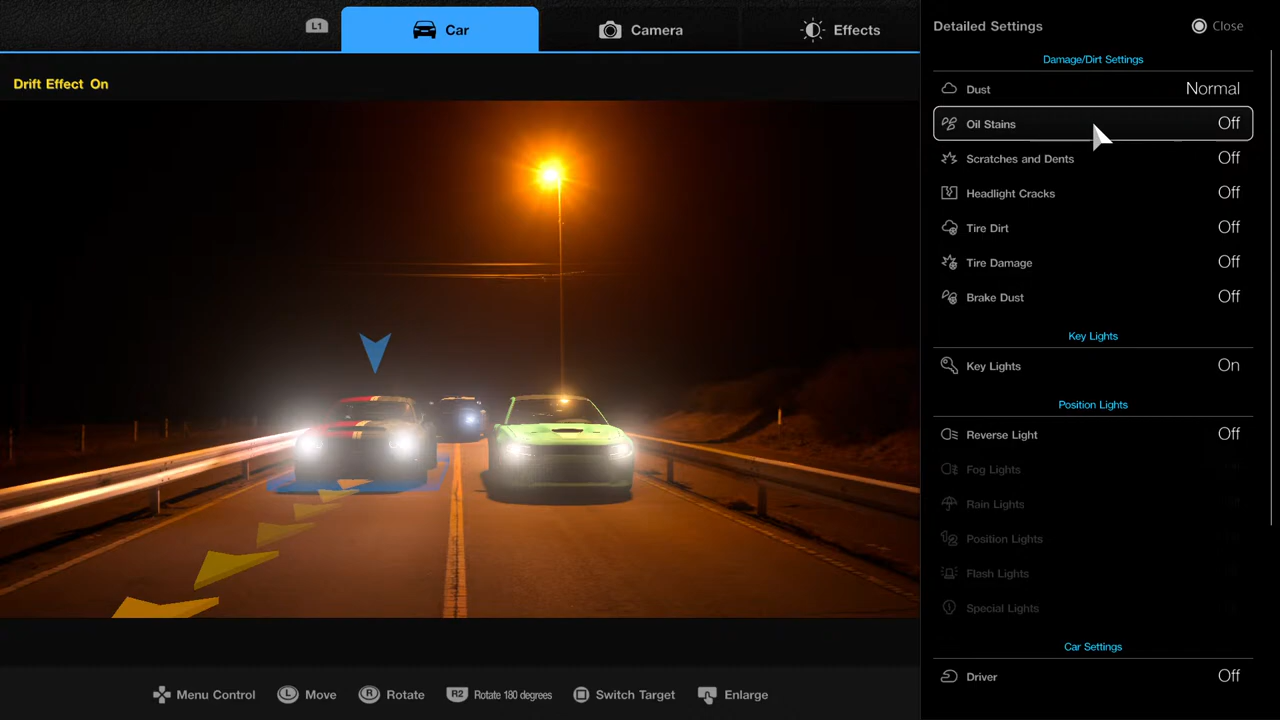 L1
Car
Camera
Effects
Drift Effect On
Detailed Settings
Close
Damage/Dirt Settings
Dust Normal
Oil Stains Off
Scratches and Dents Off
Headlight Cracks Off
Tire Dirt Off
Tire Damage Off
Brake Dust Off
Key Lights
Key Lights On
Position Lights
Reverse Light Off
Fog Lights
Rain Lights
Position Lights
Flash Lights
Special Lights
Car Settings
Driver Off
Menu Control
L Move
R Rotate
R2 Rotate 180 degrees
Switch Target
Enlarge